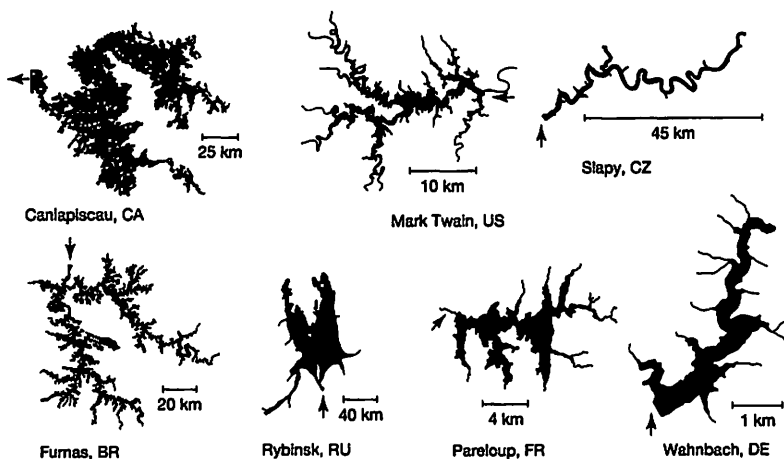 25 km
Canlapiscau, CA
10 km
Mark Twain, US
45 km
Slapy, CZ
20 km
Furnas, BR
40 km
Rybinsk, RU
4 km
Pareloup, FR
1 km
Wahnbach, DE